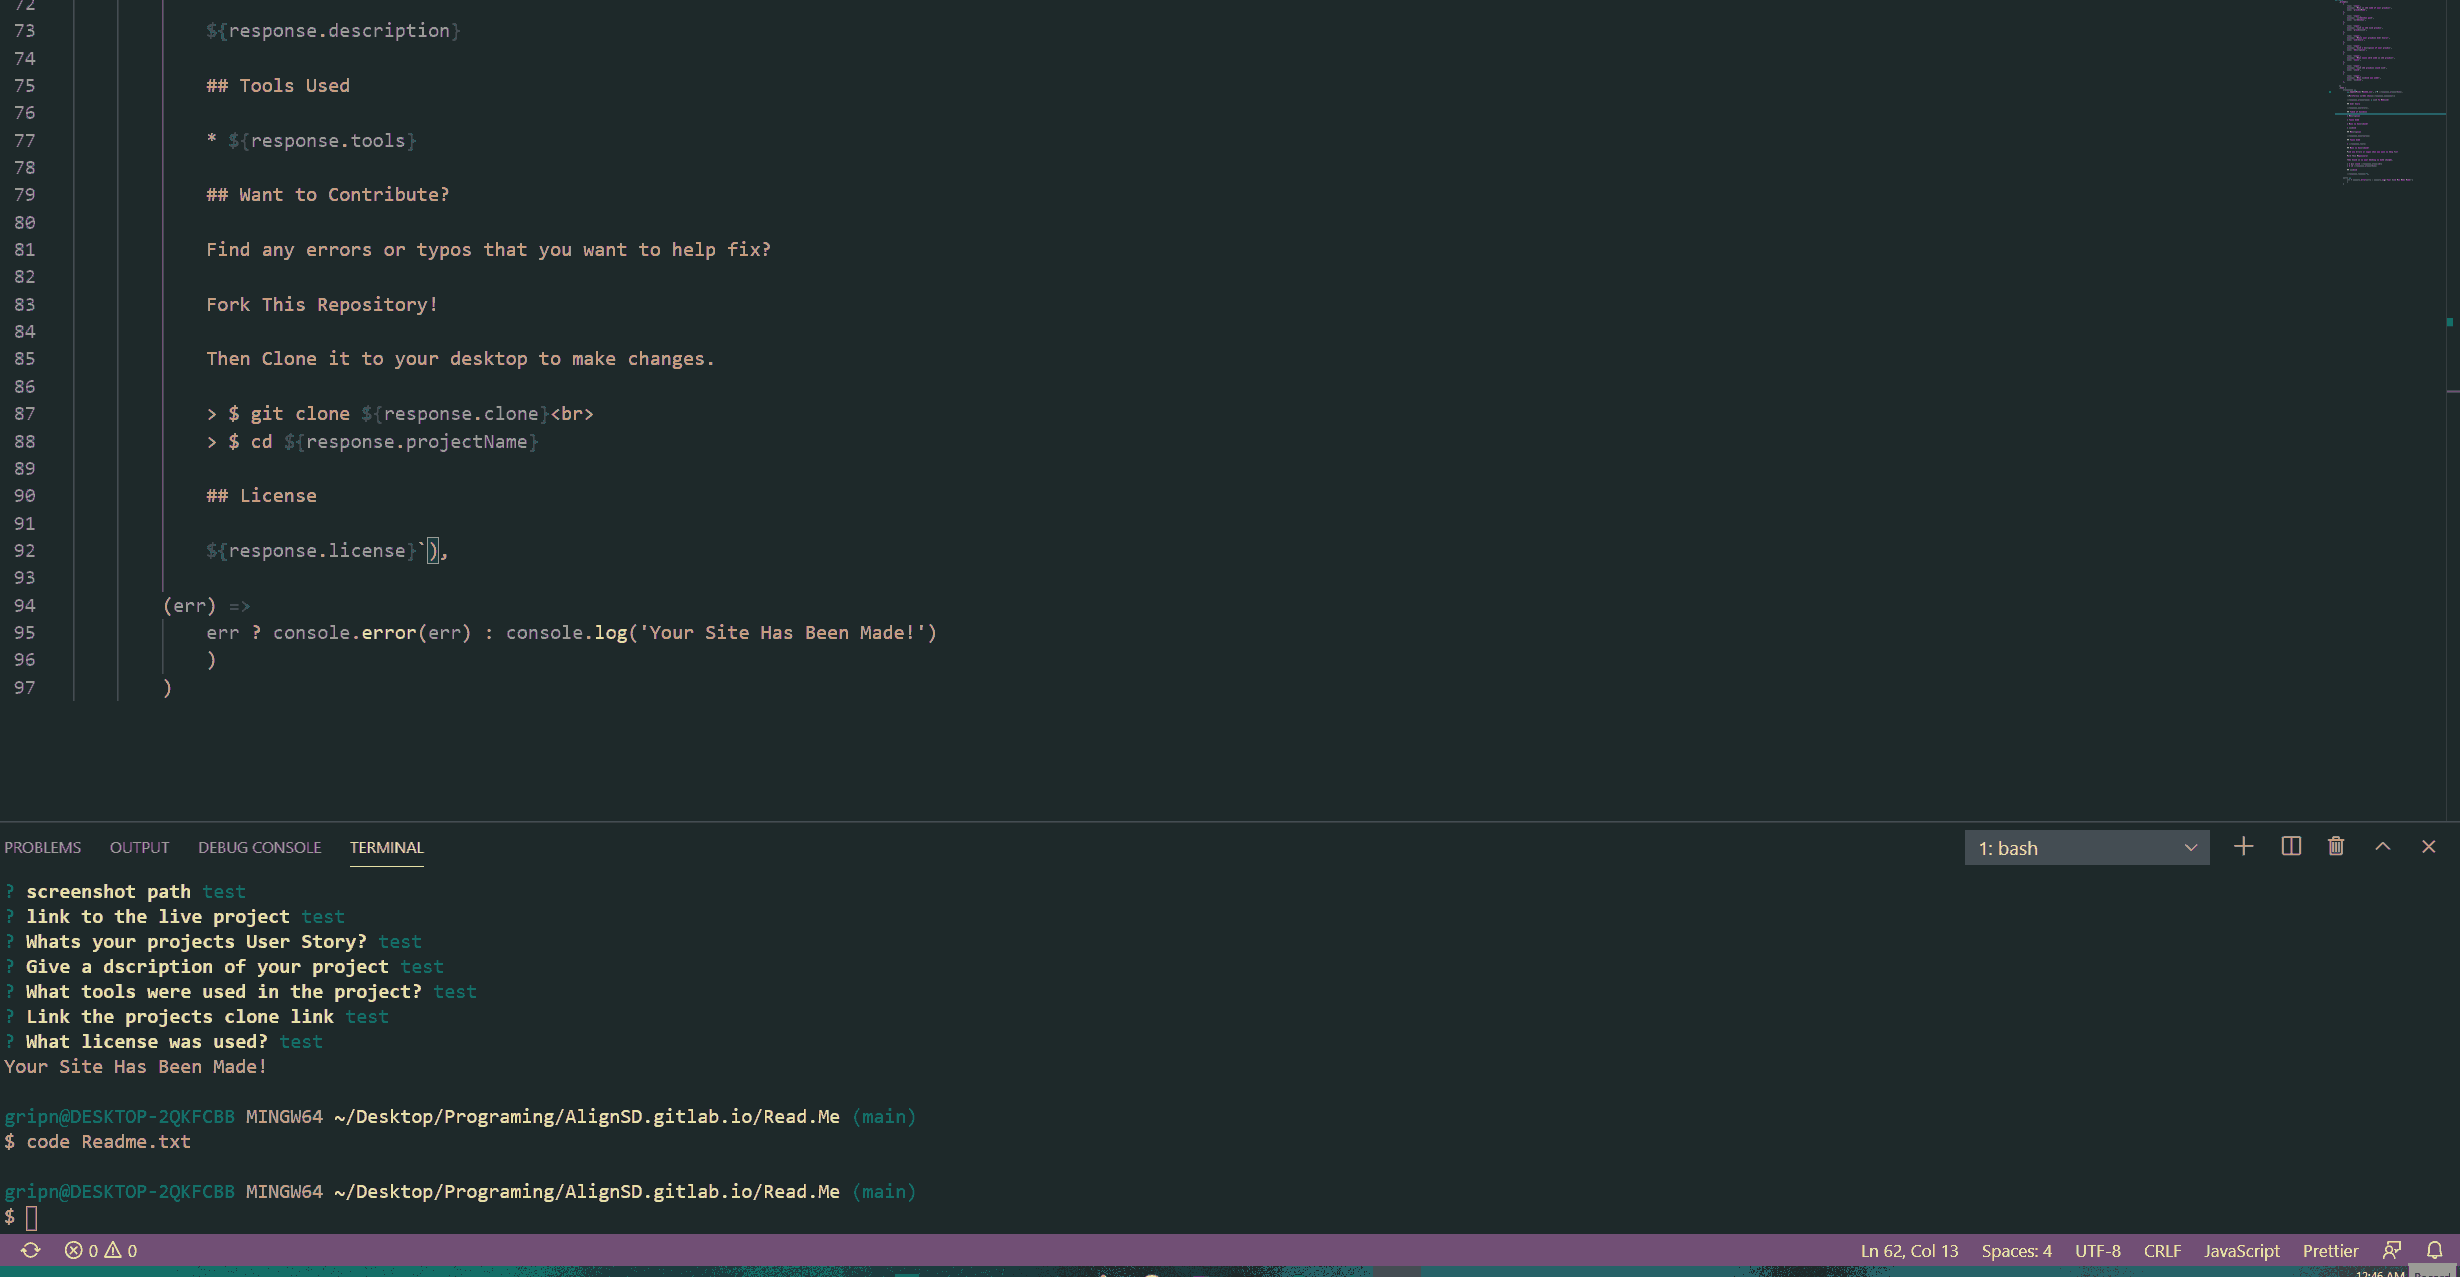 72
73 ${response.description}
74
75 ## Tools Used
76
77 * ${response.tools}
78
79 ## Want to Contribute?
80
81 Find any errors or typos that you want to help fix?
82
83 Fork This Repository!
84
85 Then Clone it to your desktop to make changes.
86
87 > $ git clone ${response.clone}<br>
88 > $ cd ${response.projectName}
89
90 ## License
91
92 ${response.license}`),
93
94 (err) =>
95 err ? console.error(err) : console.log('Your Site Has Been Made!')
96 )
97 )
PROBLEMS OUTPUT DEBUG CONSOLE TERMINAL 1: bash
? screenshot path test
? link to the live project test
? Whats your projects User Story? test
? Give a dscription of your project test
? What tools were used in the project? test
? Link the projects clone link test
? What license was used? test
Your Site Has Been Made!
gripn@DESKTOP-2QKFCBB MINGW64 ~/Desktop/Programing/AlignSD.gitlab.io/Read.Me (main)
$ code Readme.txt
gripn@DESKTOP-2QKFCBB MINGW64 ~/Desktop/Programing/AlignSD.gitlab.io/Read.Me (main)
$
0 0 Ln 62, Col 13 Spaces: 4 UTF-8 CRLF JavaScript Prettier
12:46 AM